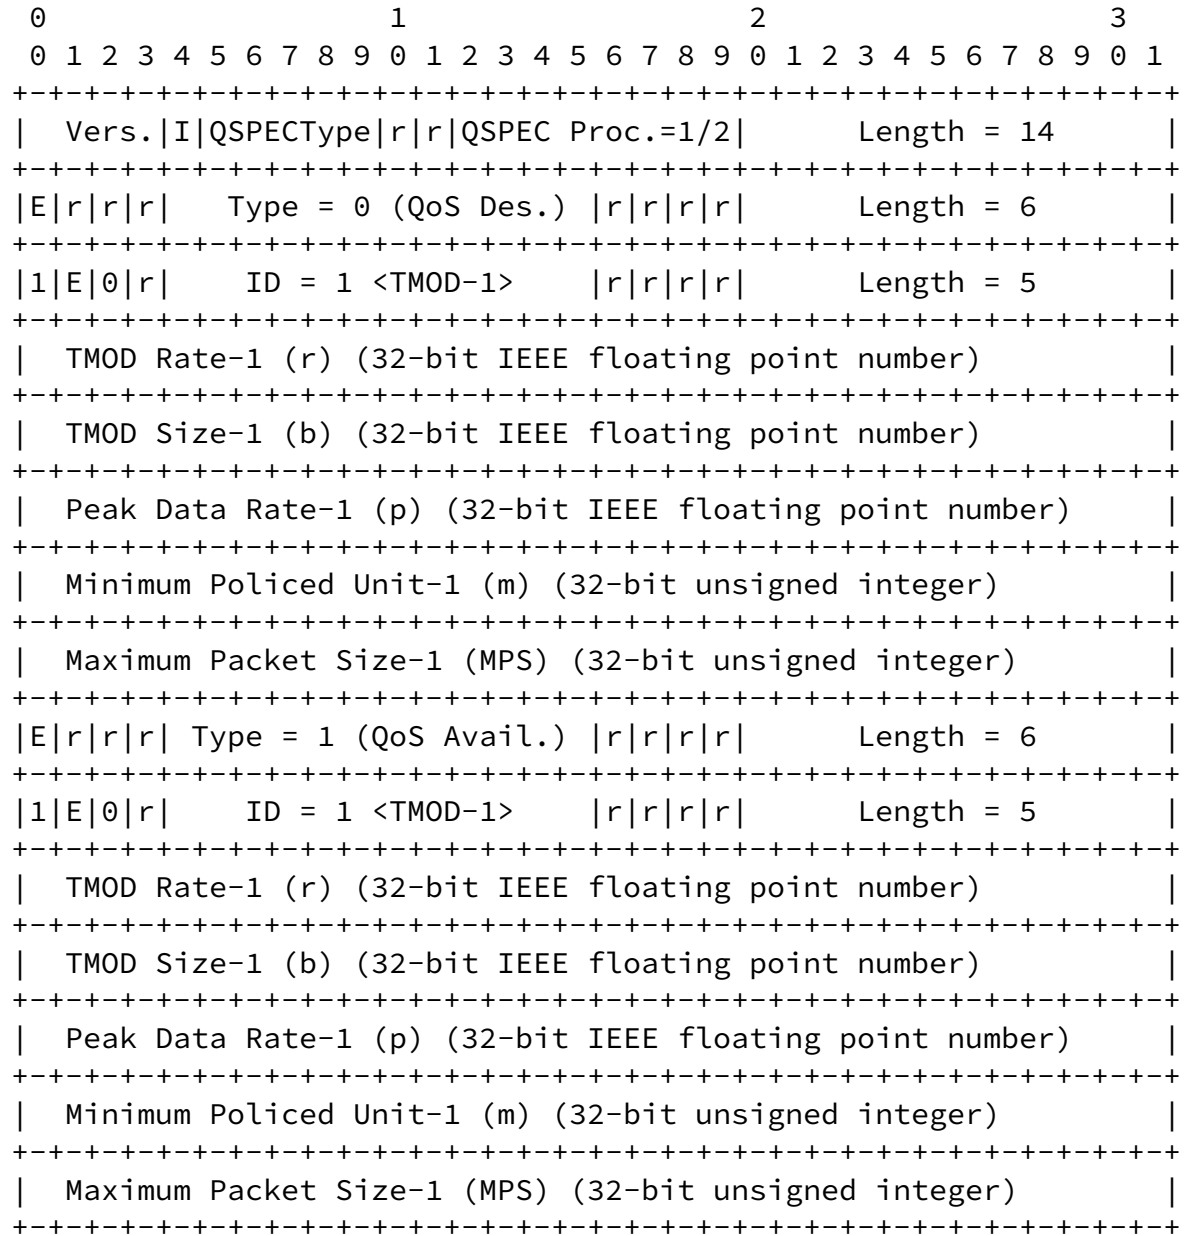 0                   1                   2                   3
 0 1 2 3 4 5 6 7 8 9 0 1 2 3 4 5 6 7 8 9 0 1 2 3 4 5 6 7 8 9 0 1
+-+-+-+-+-+-+-+-+-+-+-+-+-+-+-+-+-+-+-+-+-+-+-+-+-+-+-+-+-+-+-+-+
|  Vers.|I|QSPECType|r|r|QSPEC Proc.=1/2|      Length = 14      |
+-+-+-+-+-+-+-+-+-+-+-+-+-+-+-+-+-+-+-+-+-+-+-+-+-+-+-+-+-+-+-+-+
|E|r|r|r|   Type = 0 (QoS Des.) |r|r|r|r|      Length = 6       |
+-+-+-+-+-+-+-+-+-+-+-+-+-+-+-+-+-+-+-+-+-+-+-+-+-+-+-+-+-+-+-+-+
|1|E|0|r|    ID = 1 <TMOD-1>    |r|r|r|r|      Length = 5       |
+-+-+-+-+-+-+-+-+-+-+-+-+-+-+-+-+-+-+-+-+-+-+-+-+-+-+-+-+-+-+-+-+
|  TMOD Rate-1 (r) (32-bit IEEE floating point number)          |
+-+-+-+-+-+-+-+-+-+-+-+-+-+-+-+-+-+-+-+-+-+-+-+-+-+-+-+-+-+-+-+-+
|  TMOD Size-1 (b) (32-bit IEEE floating point number)          |
+-+-+-+-+-+-+-+-+-+-+-+-+-+-+-+-+-+-+-+-+-+-+-+-+-+-+-+-+-+-+-+-+
|  Peak Data Rate-1 (p) (32-bit IEEE floating point number)     |
+-+-+-+-+-+-+-+-+-+-+-+-+-+-+-+-+-+-+-+-+-+-+-+-+-+-+-+-+-+-+-+-+
|  Minimum Policed Unit-1 (m) (32-bit unsigned integer)         |
+-+-+-+-+-+-+-+-+-+-+-+-+-+-+-+-+-+-+-+-+-+-+-+-+-+-+-+-+-+-+-+-+
|  Maximum Packet Size-1 (MPS) (32-bit unsigned integer)        |
+-+-+-+-+-+-+-+-+-+-+-+-+-+-+-+-+-+-+-+-+-+-+-+-+-+-+-+-+-+-+-+-+
|E|r|r|r| Type = 1 (QoS Avail.) |r|r|r|r|      Length = 6       |
+-+-+-+-+-+-+-+-+-+-+-+-+-+-+-+-+-+-+-+-+-+-+-+-+-+-+-+-+-+-+-+-+
|1|E|0|r|    ID = 1 <TMOD-1>    |r|r|r|r|      Length = 5       |
+-+-+-+-+-+-+-+-+-+-+-+-+-+-+-+-+-+-+-+-+-+-+-+-+-+-+-+-+-+-+-+-+
|  TMOD Rate-1 (r) (32-bit IEEE floating point number)          |
+-+-+-+-+-+-+-+-+-+-+-+-+-+-+-+-+-+-+-+-+-+-+-+-+-+-+-+-+-+-+-+-+
|  TMOD Size-1 (b) (32-bit IEEE floating point number)          |
+-+-+-+-+-+-+-+-+-+-+-+-+-+-+-+-+-+-+-+-+-+-+-+-+-+-+-+-+-+-+-+-+
|  Peak Data Rate-1 (p) (32-bit IEEE floating point number)     |
+-+-+-+-+-+-+-+-+-+-+-+-+-+-+-+-+-+-+-+-+-+-+-+-+-+-+-+-+-+-+-+-+
|  Minimum Policed Unit-1 (m) (32-bit unsigned integer)         |
+-+-+-+-+-+-+-+-+-+-+-+-+-+-+-+-+-+-+-+-+-+-+-+-+-+-+-+-+-+-+-+-+
|  Maximum Packet Size-1 (MPS) (32-bit unsigned integer)        |
+-+-+-+-+-+-+-+-+-+-+-+-+-+-+-+-+-+-+-+-+-+-+-+-+-+-+-+-+-+-+-+-+